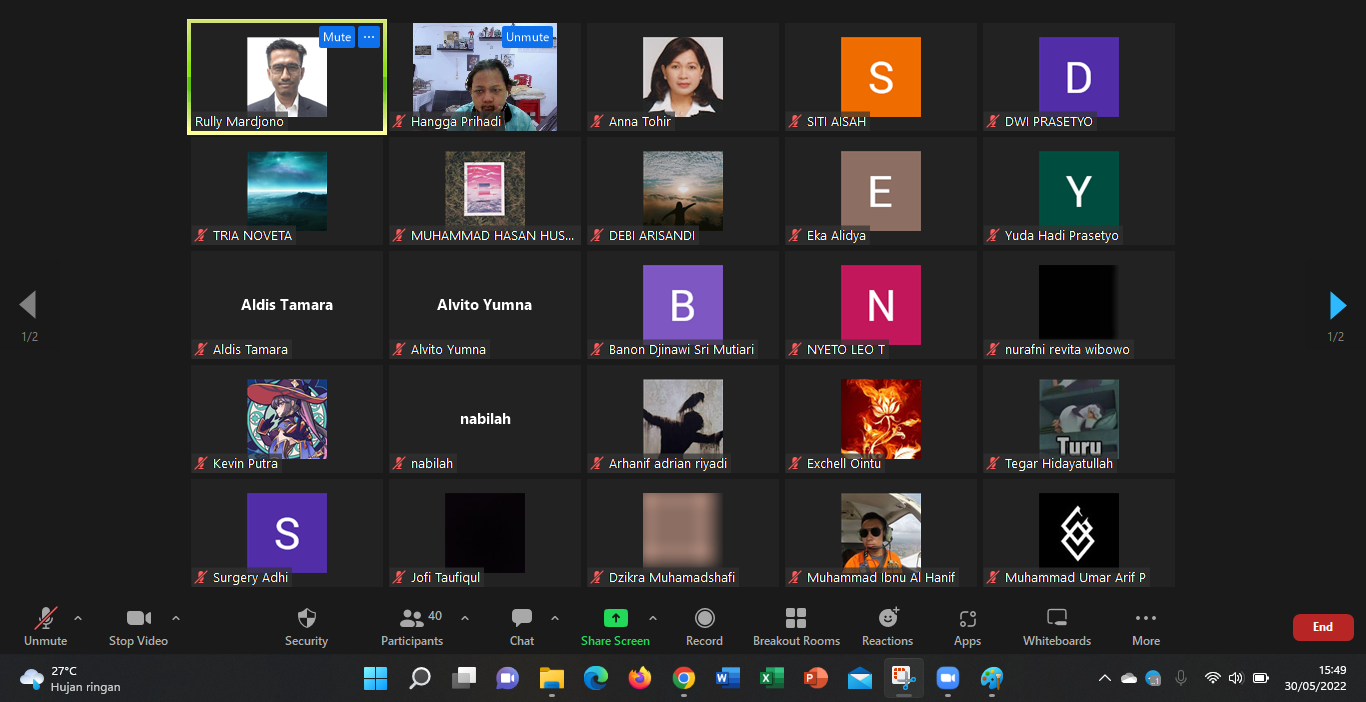 Mute ...
Unmute
Rully Mardjono
Hangga Prihadi
Anna Tohir
S
SITI AISAH
D
DWI PRASETYO
TRIA NOVETA
MUHAMMAD HASAN HUS...
DEBI ARISANDI
E
Eka Alidya
Y
Yuda Hadi Prasetyo
Aldis Tamara
Aldis Tamara
Alvito Yumna
Alvito Yumna
B
Banon Djinawi Sri Mutiari
N
NYETO LEO T
nurafni revita wibowo
1/2
1/2
Kevin Putra
nabilah
nabilah
Arhanif adrian riyadi
Exchell Ointu
Turu
Tegar Hidayatullah
S
Surgery Adhi
Jofi Taufiqul
Dzikra Muhamadshafi
Muhammad Ibnu Al Hanif
Muhammad Umar Arif P
Unmute
Stop Video
Security
Participants
40
Chat
Share Screen
Record
Breakout Rooms
Reactions
Apps
Whiteboards
More
End
27°C
Hujan ringan
W
X
P
15:49
30/05/2022